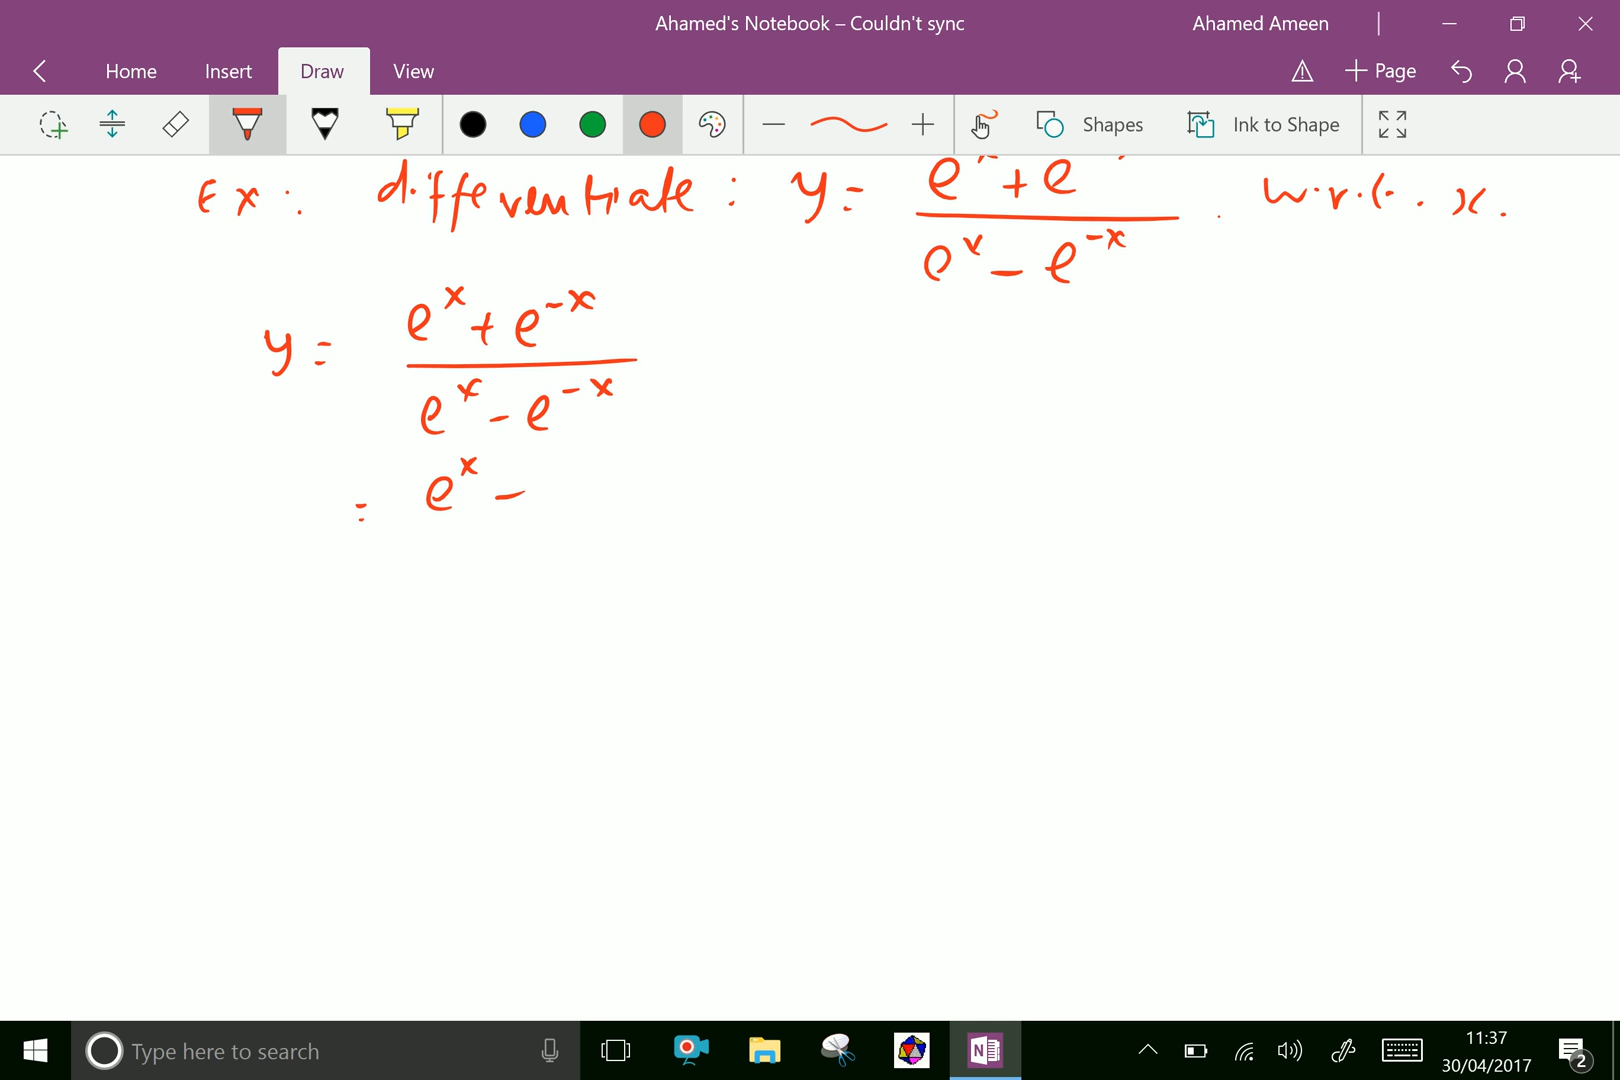 Ahamed's Notebook – Couldn't sync
Ahamed Ameen
Home Insert Draw View
Page
Shapes Ink to Shape
Ex: differentiate: y = (e^x + e)/(e^x - e^-x) . w.r.t. x.
y = (e^x + e^-x)/(e^x - e^-x)
= e^x -
Type here to search
N
11:37
30/04/2017
2